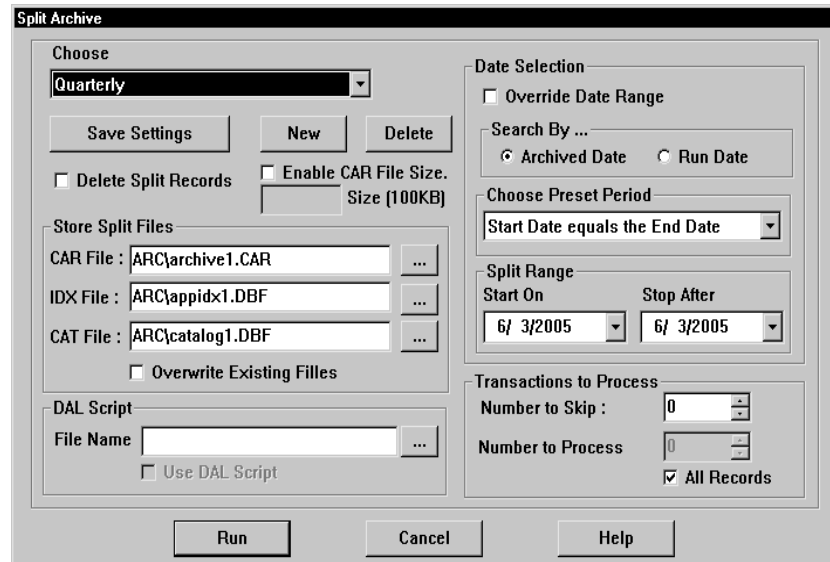 Split Archive
Choose
Quarterly
Save Settings
New
Delete
Delete Split Records
Enable CAR File Size.
Size (100KB)
Store Split Files
CAR File :
ARC\archive1.CAR
...
IDX File :
ARC\appidx1.DBF
...
CAT File :
ARC\catalog1.DBF
...
Overwrite Existing Filles
DAL Script
File Name
...
Use DAL Script
Date Selection
Override Date Range
Search By ...
Archived Date
Run Date
Choose Preset Period
Start Date equals the End Date
Split Range
Start On
Stop After
6/ 3/2005
6/ 3/2005
Transactions to Process
Number to Skip :
0
Number to Process
0
All Records
Run
Cancel
Help